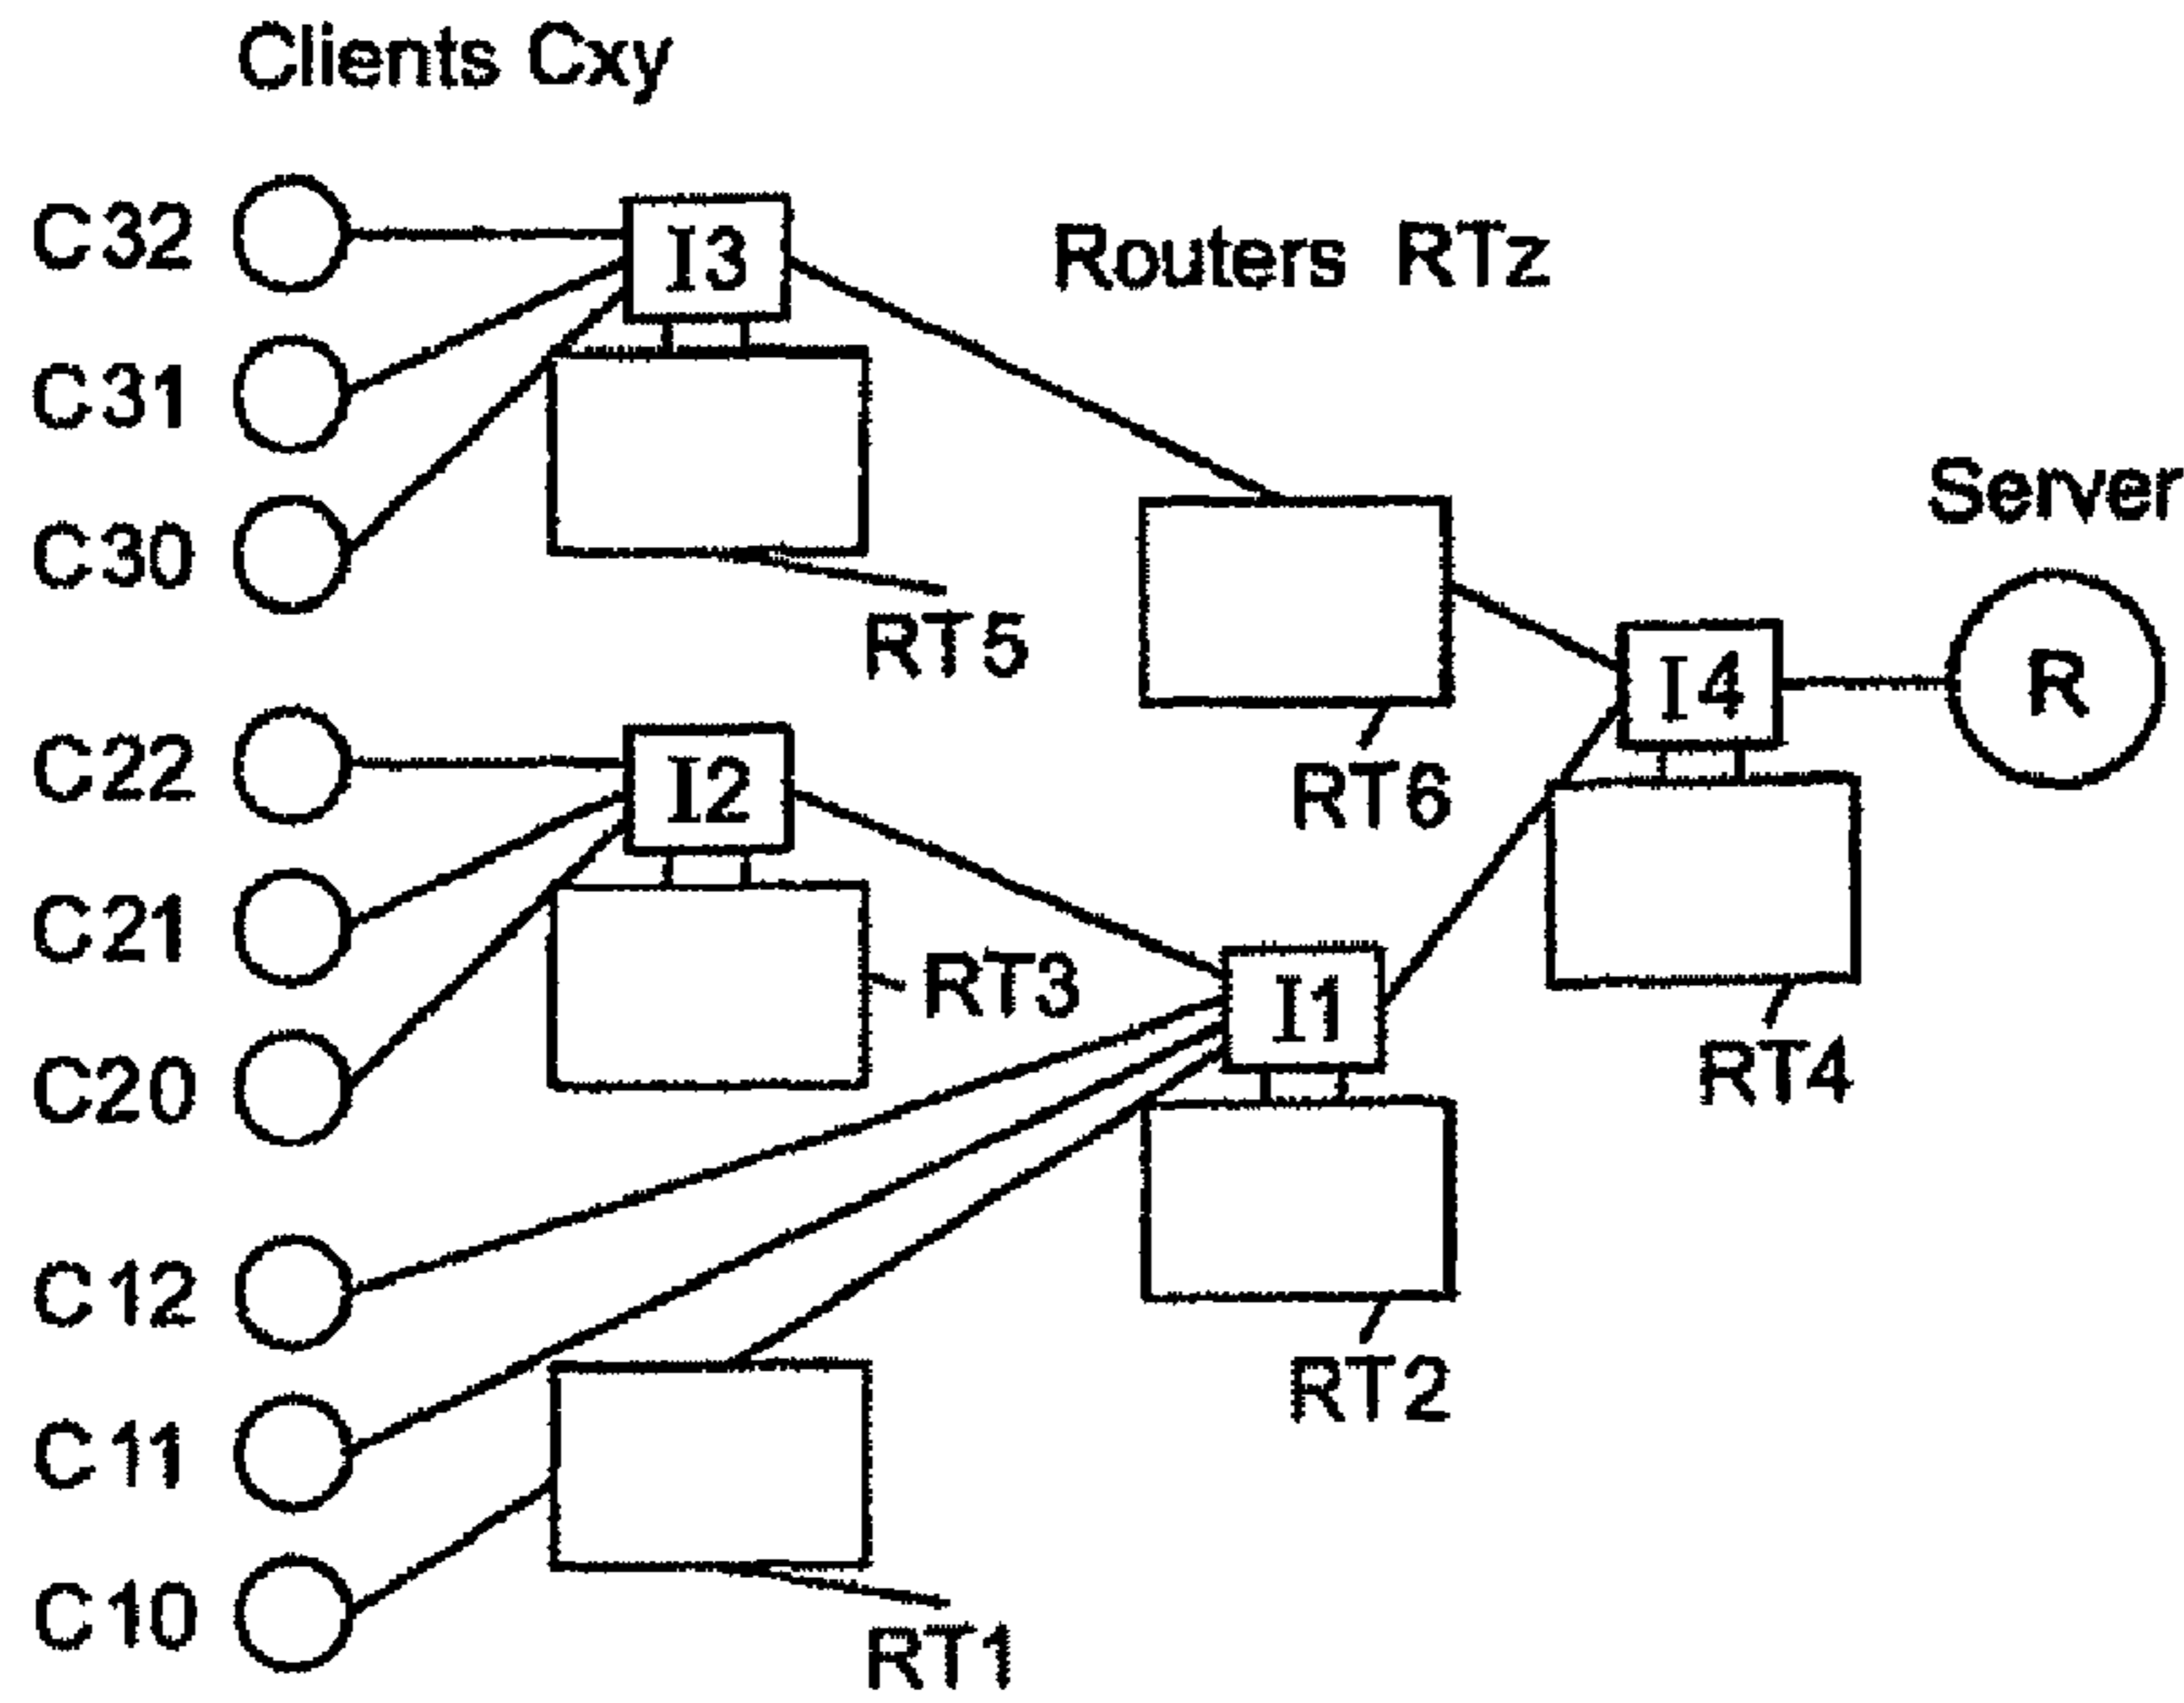 Clients Cxy
C32
I3
Routers RTz
C31
C30
Server
RT5
R
I4
C22
I2
RT6
C21
RT3
I1
C20
RT4
C12
RT2
C11
C10
RT1